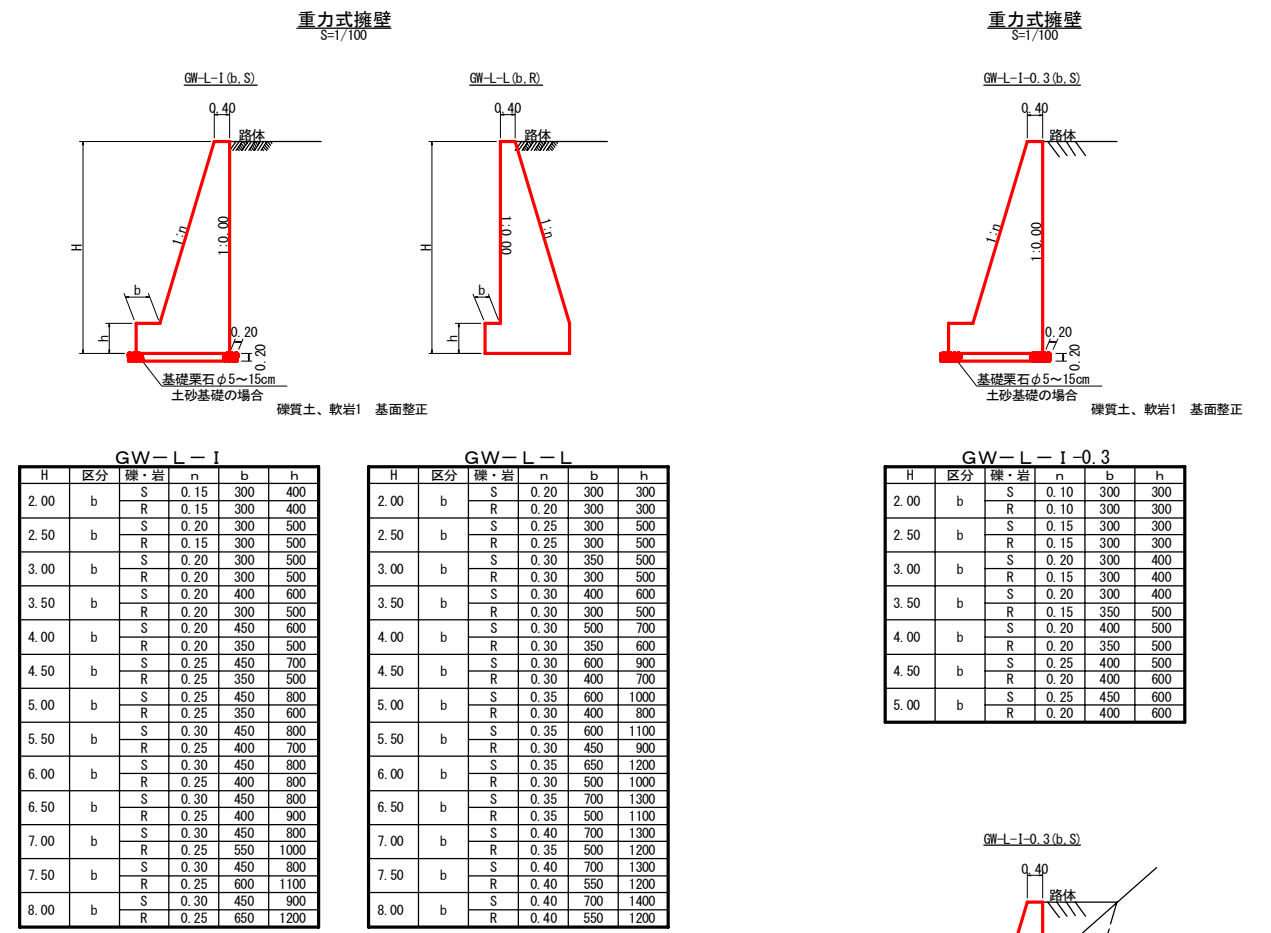 重力式擁壁
S=1/100
GW-L-I(b,S)
GW-L-L(b,R)
0.40
路体
H
1:n
1:0.00
b
h
0.20
0.20
基礎栗石φ5～15cm
土砂基礎の場合
礫質土、軟岩1 基面整正
0.40
路体
H
1:0.00
1:n
b
h
重力式擁壁
S=1/100
GW-L-I-0.3(b,S)
0.40
路体
1:n
1:0.00
0.20
0.20
基礎栗石φ5～15cm
土砂基礎の場合
礫質土、軟岩1 基面整正
GW－L－I
H 区分 礫・岩 n b h
2.00 b S 0.15 300 400
R 0.15 300 400
2.50 b S 0.20 300 500
R 0.15 300 500
3.00 b S 0.20 300 500
R 0.20 300 500
3.50 b S 0.20 400 600
R 0.20 300 500
4.00 b S 0.20 450 600
R 0.20 350 500
4.50 b S 0.25 450 700
R 0.25 350 500
5.00 b S 0.25 450 800
R 0.25 350 600
5.50 b S 0.30 450 800
R 0.25 400 700
6.00 b S 0.30 450 800
R 0.25 400 800
6.50 b S 0.30 450 800
R 0.25 400 900
7.00 b S 0.30 450 800
R 0.25 550 1000
7.50 b S 0.30 450 800
R 0.25 600 1100
8.00 b S 0.30 450 900
R 0.25 650 1200
GW－L－L
H 区分 礫・岩 n b h
2.00 b S 0.20 300 300
R 0.20 300 300
2.50 b S 0.25 300 500
R 0.25 300 500
3.00 b S 0.30 350 500
R 0.30 300 500
3.50 b S 0.30 400 600
R 0.30 300 500
4.00 b S 0.30 500 700
R 0.30 350 600
4.50 b S 0.30 600 900
R 0.30 400 700
5.00 b S 0.35 600 1000
R 0.30 400 800
5.50 b S 0.35 600 1100
R 0.30 450 900
6.00 b S 0.35 650 1200
R 0.30 500 1000
6.50 b S 0.35 700 1300
R 0.35 500 1100
7.00 b S 0.40 700 1300
R 0.35 500 1200
7.50 b S 0.40 700 1300
R 0.40 550 1200
8.00 b S 0.40 700 1400
R 0.40 550 1200
GW－L－I-0.3
H 区分 礫・岩 n b h
2.00 b S 0.10 300 300
R 0.10 300 300
2.50 b S 0.15 300 300
R 0.15 300 300
3.00 b S 0.20 300 400
R 0.15 300 400
3.50 b S 0.20 300 400
R 0.15 350 500
4.00 b S 0.20 400 500
R 0.20 350 500
4.50 b S 0.25 400 500
R 0.20 400 600
5.00 b S 0.25 450 600
R 0.20 400 600
GW-L-I-0.3(b,S)
0.40
路体